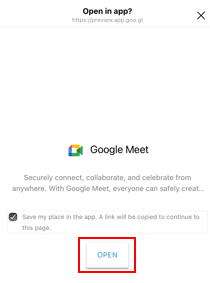 Open in app?
https://preview.app.goo.gl
Google Meet
Securely connect, collaborate, and celebrate from
anywhere. With Google Meet, everyone can safely creat...
Save my place in the app. A link will be copied to continue to
this page.
OPEN